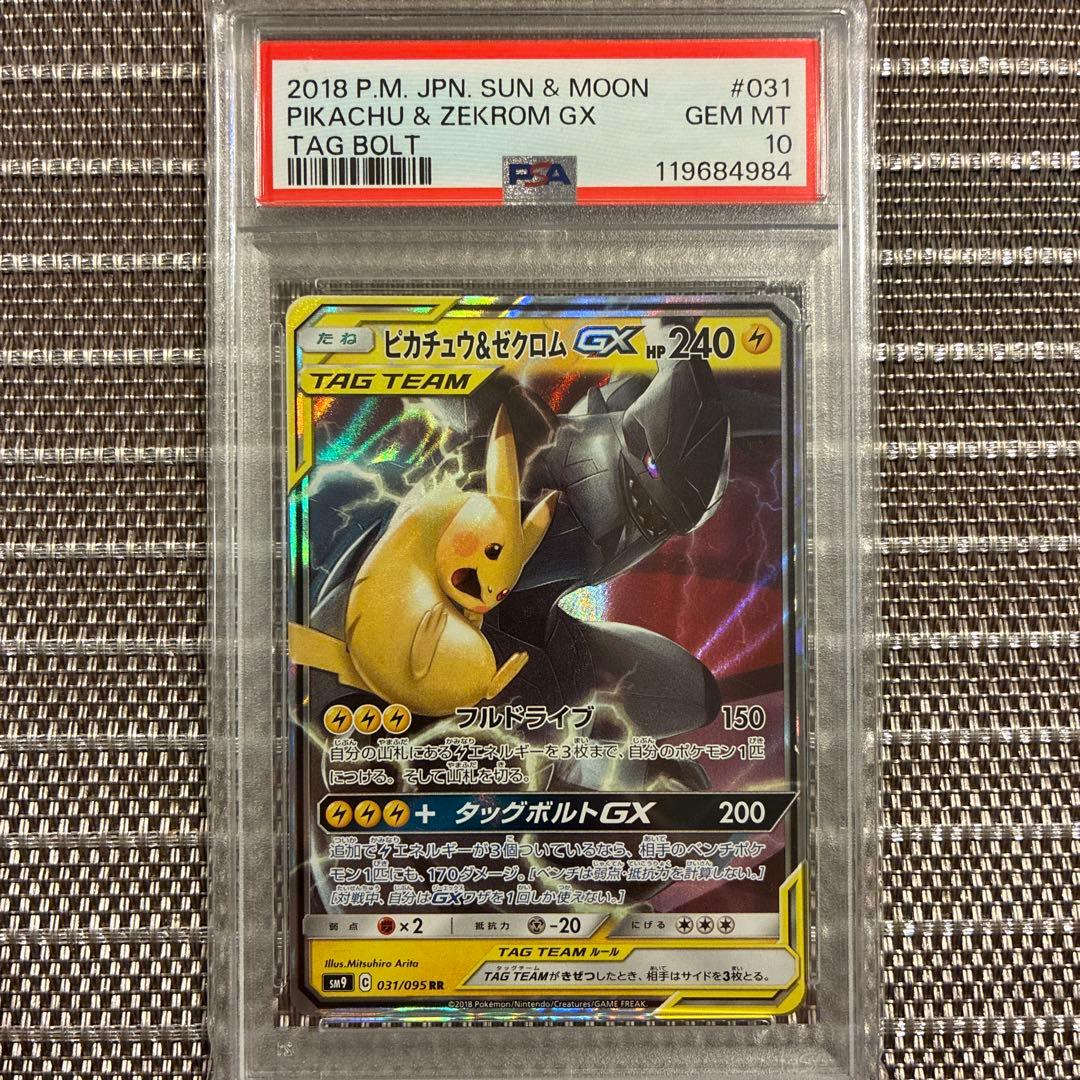 2018 P.M. JPN. SUN & MOON #031
PIKACHU & ZEKROM GX GEM MT
TAG BOLT 10
PSA 119684984
たね ピカチュウ&ゼクロムGX HP240
TAG TEAM
フルドライブ 150
自分の山札にあるエネルギーを3枚まで、自分のポケモン1匹
につける。そして山札を切る。
+ タッグボルトGX 200
追加でエネルギーが3個ついているなら、相手のベンチポケ
モン1匹にも、170ダメージ。[ベンチは弱点・抵抗力を計算しない。]
[対戦中、自分はGXワザを1回しか使えない。]
弱点 ×2 抵抗力 -20 にげる
TAG TEAM ルール
Illus.Mitsuhiro Arita
TAG TEAMがきぜつしたとき、相手はサイドを3枚とる。
SM9 C 031/095 RR
©2018 Pokémon/Nintendo/Creatures/GAME FREAK.